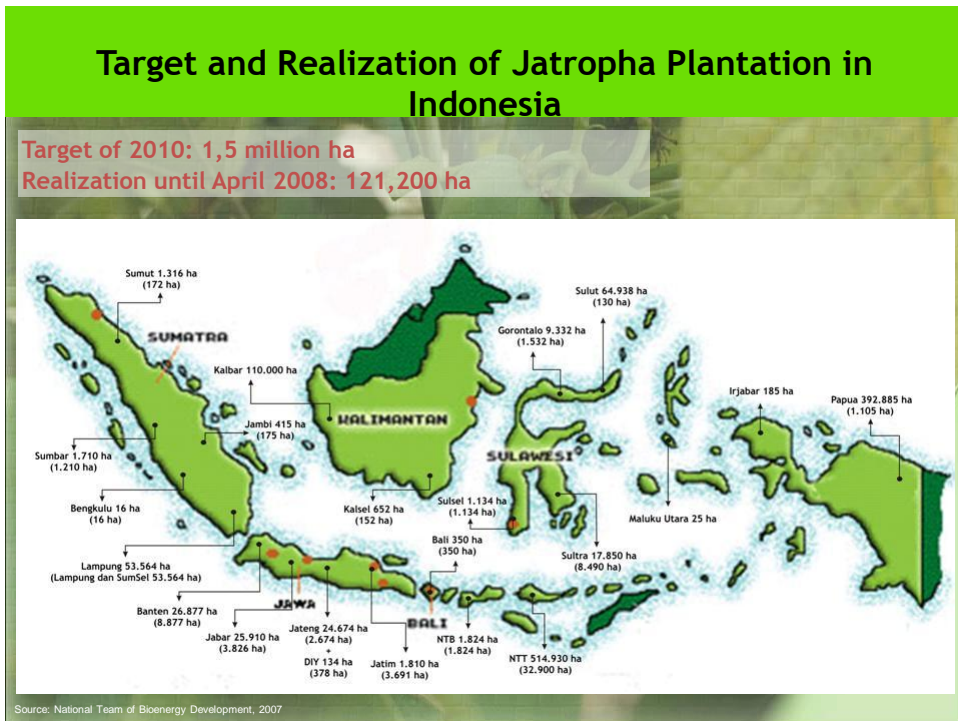 Target and Realization of Jatropha Plantation in
Indonesia
Target of 2010: 1,5 million ha
Realization until April 2008: 121,200 ha
Sumut 1.316 ha
(172 ha)
SUMATRA
Kalbar 110.000 ha
Jambi 415 ha
(175 ha)
Sumbar 1.710 ha
(1.210 ha)
Bengkulu 16 ha
(16 ha)
Lampung 53.564 ha
(Lampung dan SumSel 53.564 ha)
Banten 26.877 ha
(8.877 ha)
JAWA
Jabar 25.910 ha
(3.826 ha)
Jateng 24.674 ha
(2.674 ha)
+
DIY 134 ha
(378 ha)
Jatim 1.810 ha
(3.691 ha)
KALIMANTAN
Kalsel 652 ha
(152 ha)
Sulut 64.938 ha
(130 ha)
Gorontalo 9.332 ha
(1.532 ha)
SULAWESI
Sulsel 1.134 ha
(1.134 ha)
Bali 350 ha
(350 ha)
BALI
Sultra 17.850 ha
(8.490 ha)
NTB 1.824 ha
(1.824 ha)
NTT 514.930 ha
(32.900 ha)
Maluku Utara 25 ha
Irjabar 185 ha
Papua 392.885 ha
(1.105 ha)
Source: National Team of Bioenergy Development, 2007